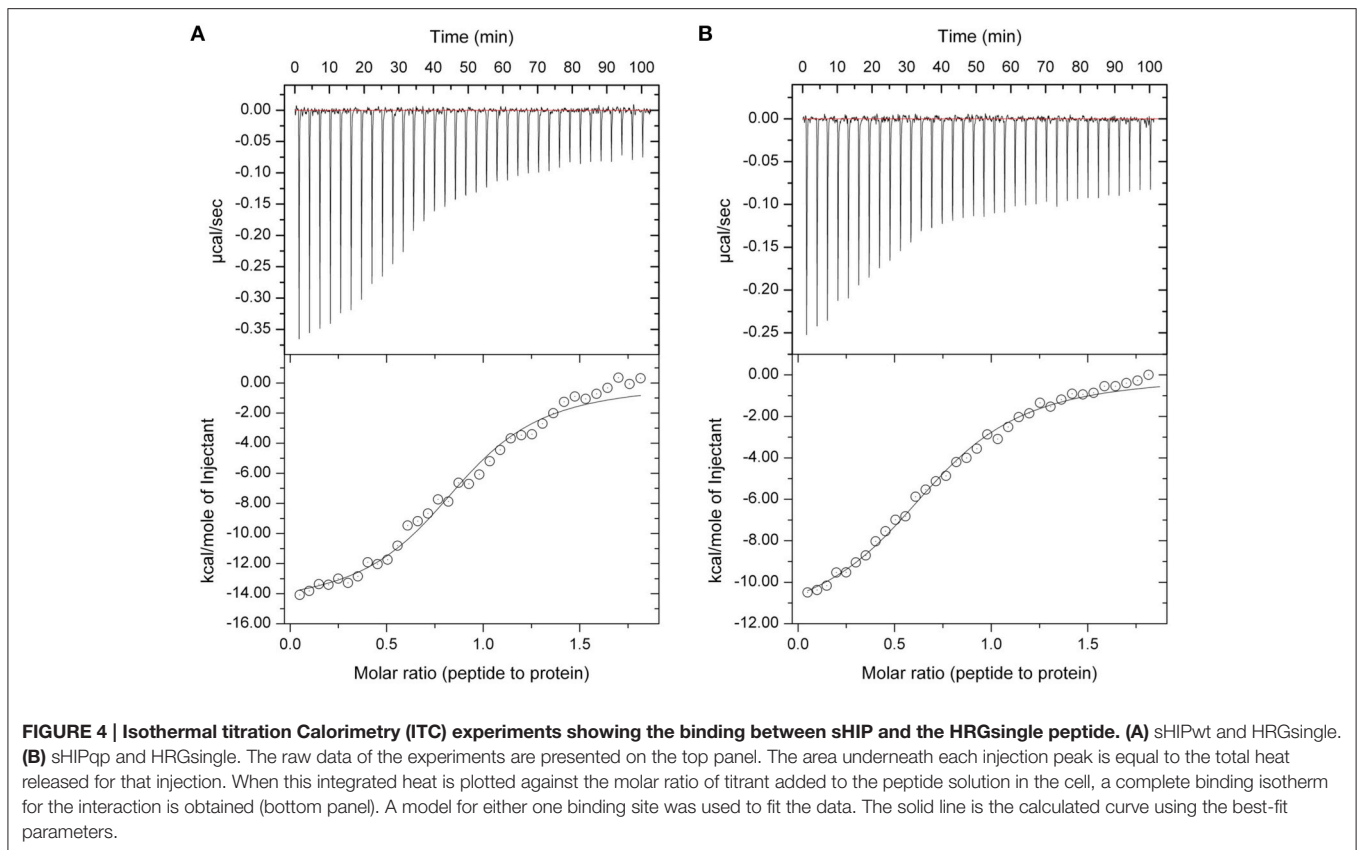 A
Time (min)
0 10 20 30 40 50 60 70 80 90 100
0.00
-0.05
-0.10
-0.15
-0.20
-0.25
-0.30
-0.35
µcal/sec
0.00
-2.00
-4.00
-6.00
-8.00
-10.00
-12.00
-14.00
-16.00
kcal/mole of Injectant
0.0 0.5 1.0 1.5
Molar ratio (peptide to protein)
B
Time (min)
0 10 20 30 40 50 60 70 80 90 100
0.00
-0.05
-0.10
-0.15
-0.20
-0.25
µcal/sec
0.00
-2.00
-4.00
-6.00
-8.00
-10.00
-12.00
kcal/mole of Injectant
0.0 0.5 1.0 1.5
Molar ratio (peptide to protein)
FIGURE 4 | Isothermal titration Calorimetry (ITC) experiments showing the binding between sHIP and the HRGsingle peptide. (A) sHIPwt and HRGsingle.
(B) sHIPqp and HRGsingle. The raw data of the experiments are presented on the top panel. The area underneath each injection peak is equal to the total heat
released for that injection. When this integrated heat is plotted against the molar ratio of titrant added to the peptide solution in the cell, a complete binding isotherm
for the interaction is obtained (bottom panel). A model for either one binding site was used to fit the data. The solid line is the calculated curve using the best-fit
parameters.